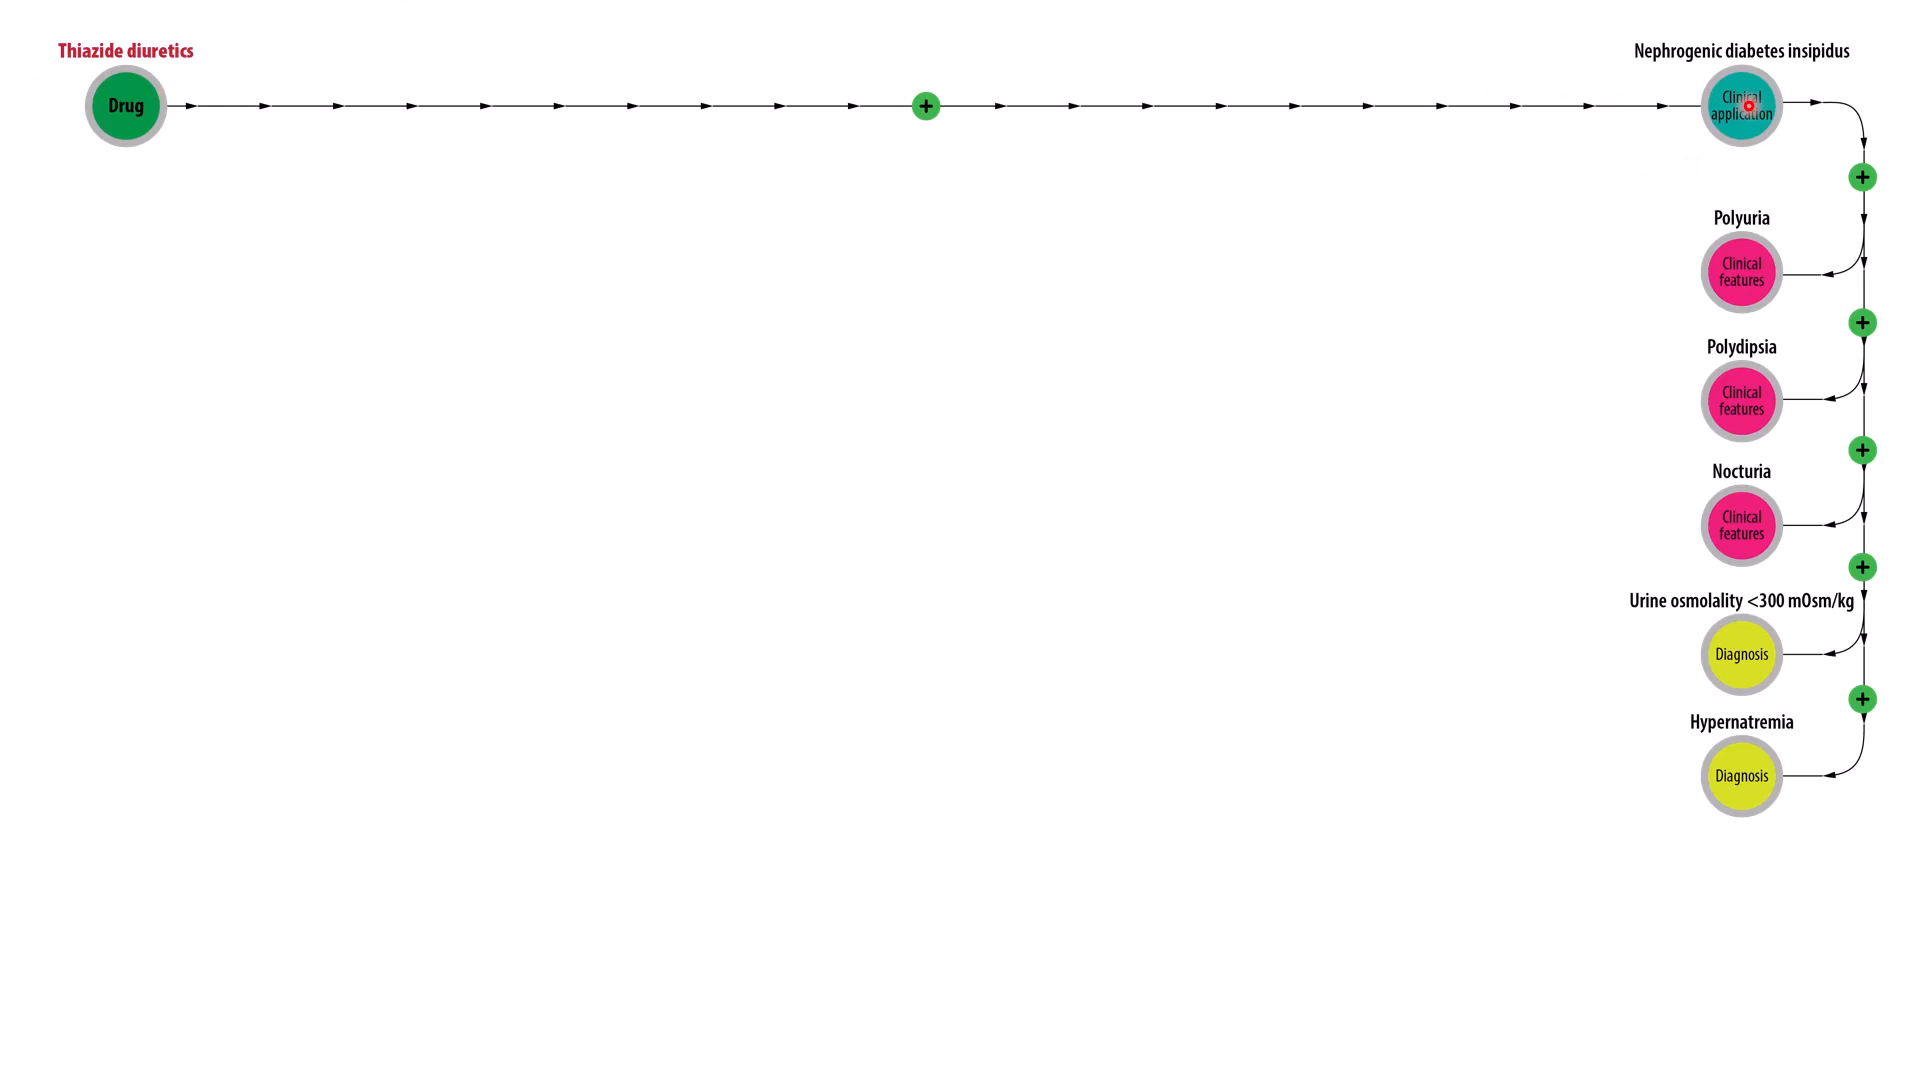 Thiazide diuretics
Drug
+
Nephrogenic diabetes insipidus
Clinical
application
+
Polyuria
Clinical
features
+
Polydipsia
Clinical
features
+
Nocturia
Clinical
features
+
Urine osmolality <300 mOsm/kg
Diagnosis
+
Hypernatremia
Diagnosis